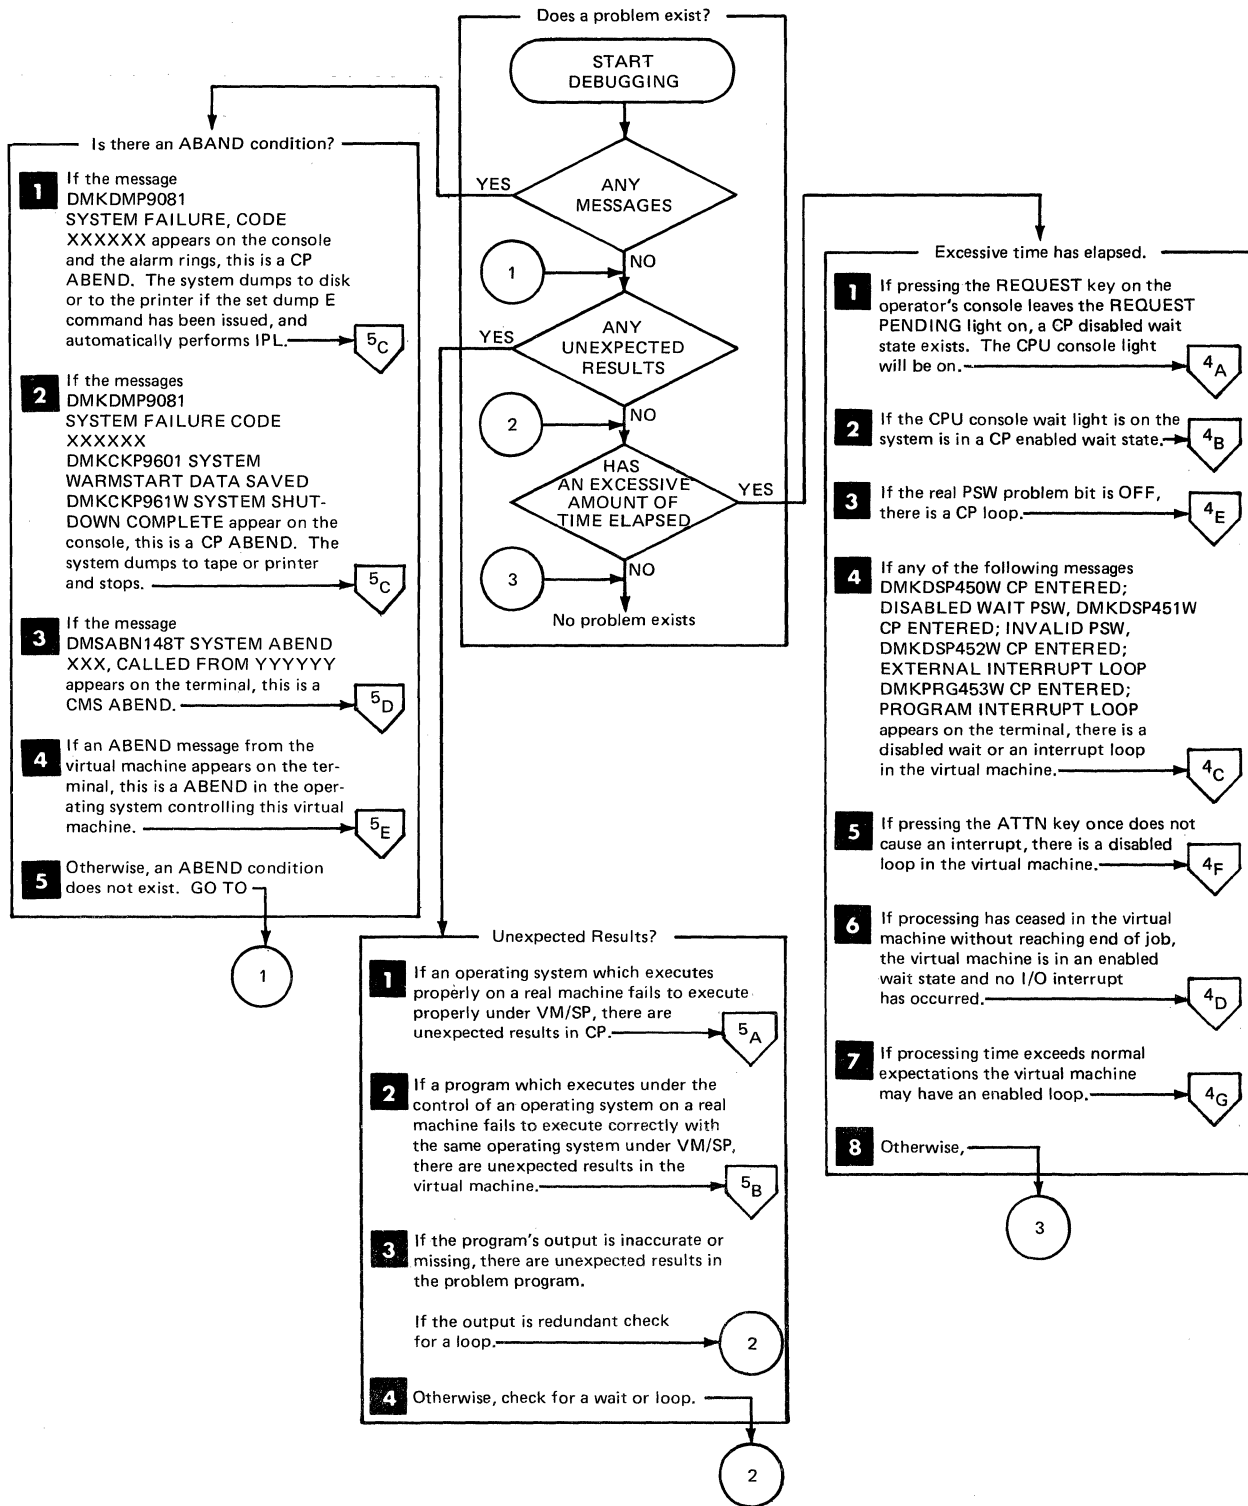 Does a problem exist?
START
DEBUGGING
ANY
MESSAGES
YES
NO
1
ANY
UNEXPECTED
RESULTS
YES
NO
2
HAS
AN EXCESSIVE
AMOUNT OF
TIME ELAPSED
YES
NO
3
No problem exists
Is there an ABAND condition?
1 If the message
DMKDMP9081
SYSTEM FAILURE, CODE
XXXXXX appears on the console
and the alarm rings, this is a CP
ABEND. The system dumps to disk
or to the printer if the set dump E
command has been issued, and
automatically performs IPL. 5C
2 If the messages
DMKDMP9081
SYSTEM FAILURE CODE
XXXXXX
DMKCKP9601 SYSTEM
WARMSTART DATA SAVED
DMKCKP961W SYSTEM SHUT-
DOWN COMPLETE appear on the
console, this is a CP ABEND. The
system dumps to tape or printer
and stops. 5C
3 If the message
DMSABN148T SYSTEM ABEND
XXX, CALLED FROM YYYYYY
appears on the terminal, this is a
CMS ABEND. 5D
4 If an ABEND message from the
virtual machine appears on the ter-
minal, this is a ABEND in the oper-
ating system controlling this virtual
machine. 5E
5 Otherwise, an ABEND condition
does not exist. GO TO
1
Unexpected Results?
1 If an operating system which executes
properly on a real machine fails to execute
properly under VM/SP, there are
unexpected results in CP. 5A
2 If a program which executes under the
control of an operating system on a real
machine fails to execute correctly with
the same operating system under VM/SP,
there are unexpected results in the
virtual machine. 5B
3 If the program's output is inaccurate or
missing, there are unexpected results in
the problem program.
If the output is redundant check
for a loop. 2
4 Otherwise, check for a wait or loop.
2
Excessive time has elapsed.
1 If pressing the REQUEST key on the
operator's console leaves the REQUEST
PENDING light on, a CP disabled wait
state exists. The CPU console light
will be on. 4A
2 If the CPU console wait light is on the
system is in a CP enabled wait state. 4B
3 If the real PSW problem bit is OFF,
there is a CP loop. 4E
4 If any of the following messages
DMKDSP450W CP ENTERED;
DISABLED WAIT PSW, DMKDSP451W
CP ENTERED; INVALID PSW,
DMKDSP452W CP ENTERED;
EXTERNAL INTERRUPT LOOP
DMKPRG453W CP ENTERED;
PROGRAM INTERRUPT LOOP
appears on the terminal, there is a
disabled wait or an interrupt loop
in the virtual machine. 4C
5 If pressing the ATTN key once does not
cause an interrupt, there is a disabled
loop in the virtual machine. 4F
6 If processing has ceased in the virtual
machine without reaching end of job,
the virtual machine is in an enabled
wait state and no I/O interrupt
has occurred. 4D
7 If processing time exceeds normal
expectations the virtual machine
may have an enabled loop. 4G
8 Otherwise,
3